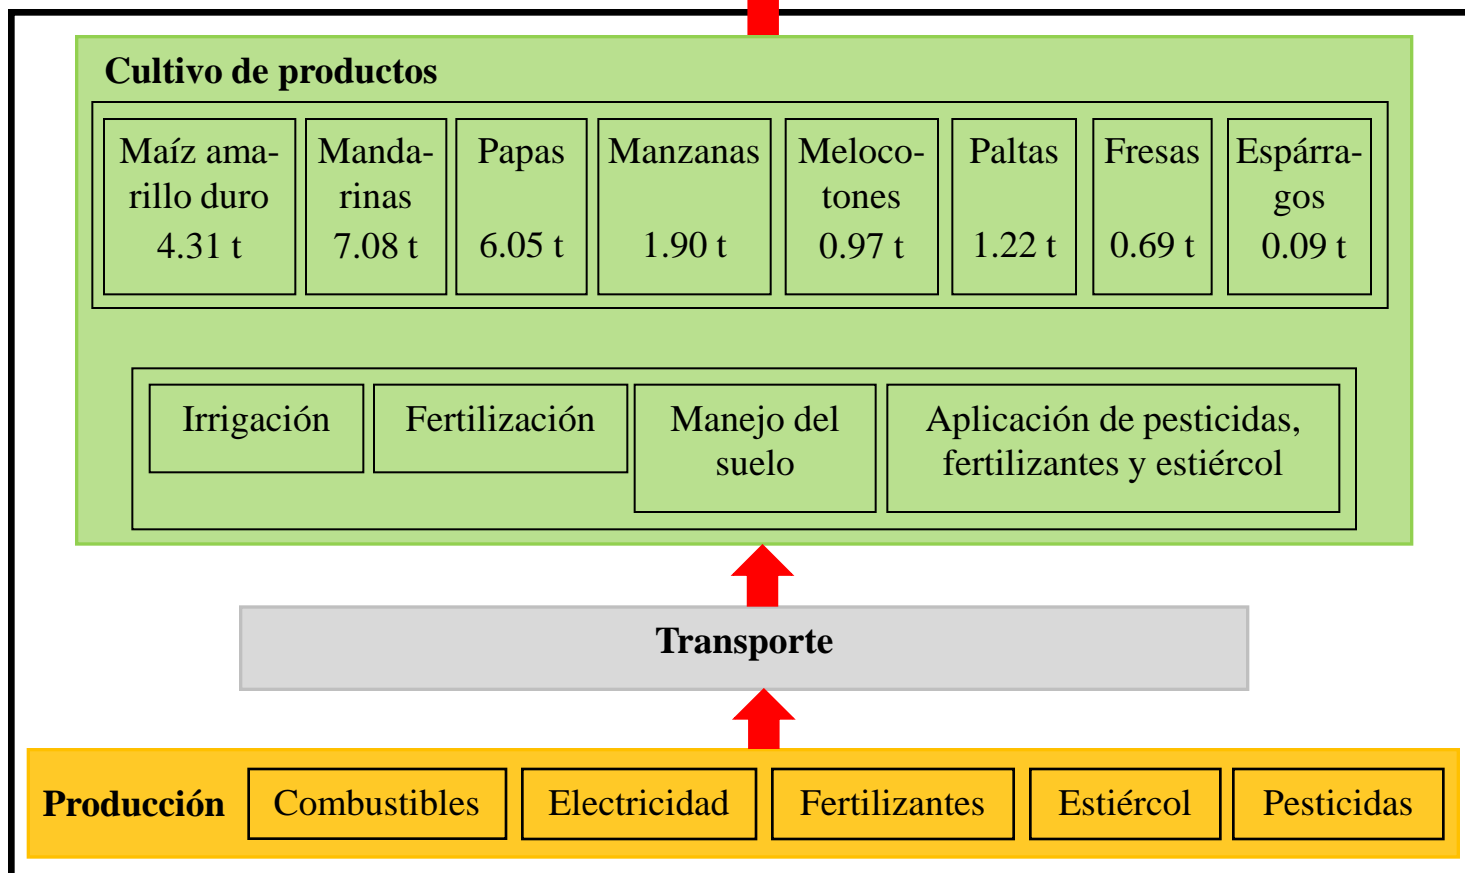 Cultivo de productos
Maíz ama-
rillo duro
4.31 t
Manda-
rinas
7.08 t
Papas
6.05 t
Manzanas
1.90 t
Meloco-
tones
0.97 t
Paltas
1.22 t
Fresas
0.69 t
Espárra-
gos
0.09 t
Irrigación
Fertilización
Manejo del
suelo
Aplicación de pesticidas,
fertilizantes y estiércol
Transporte
Producción
Combustibles
Electricidad
Fertilizantes
Estiércol
Pesticidas